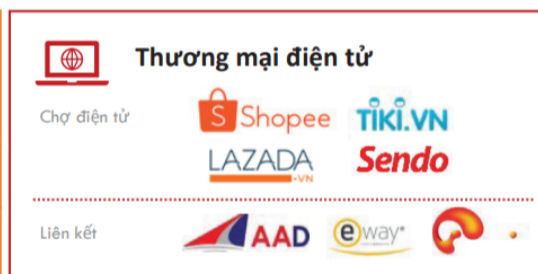 Thương mại điện tử
Chợ điện tử
Shopee TIKI.VN
LAZADA .VN Sendo
Liên kết AAD eway